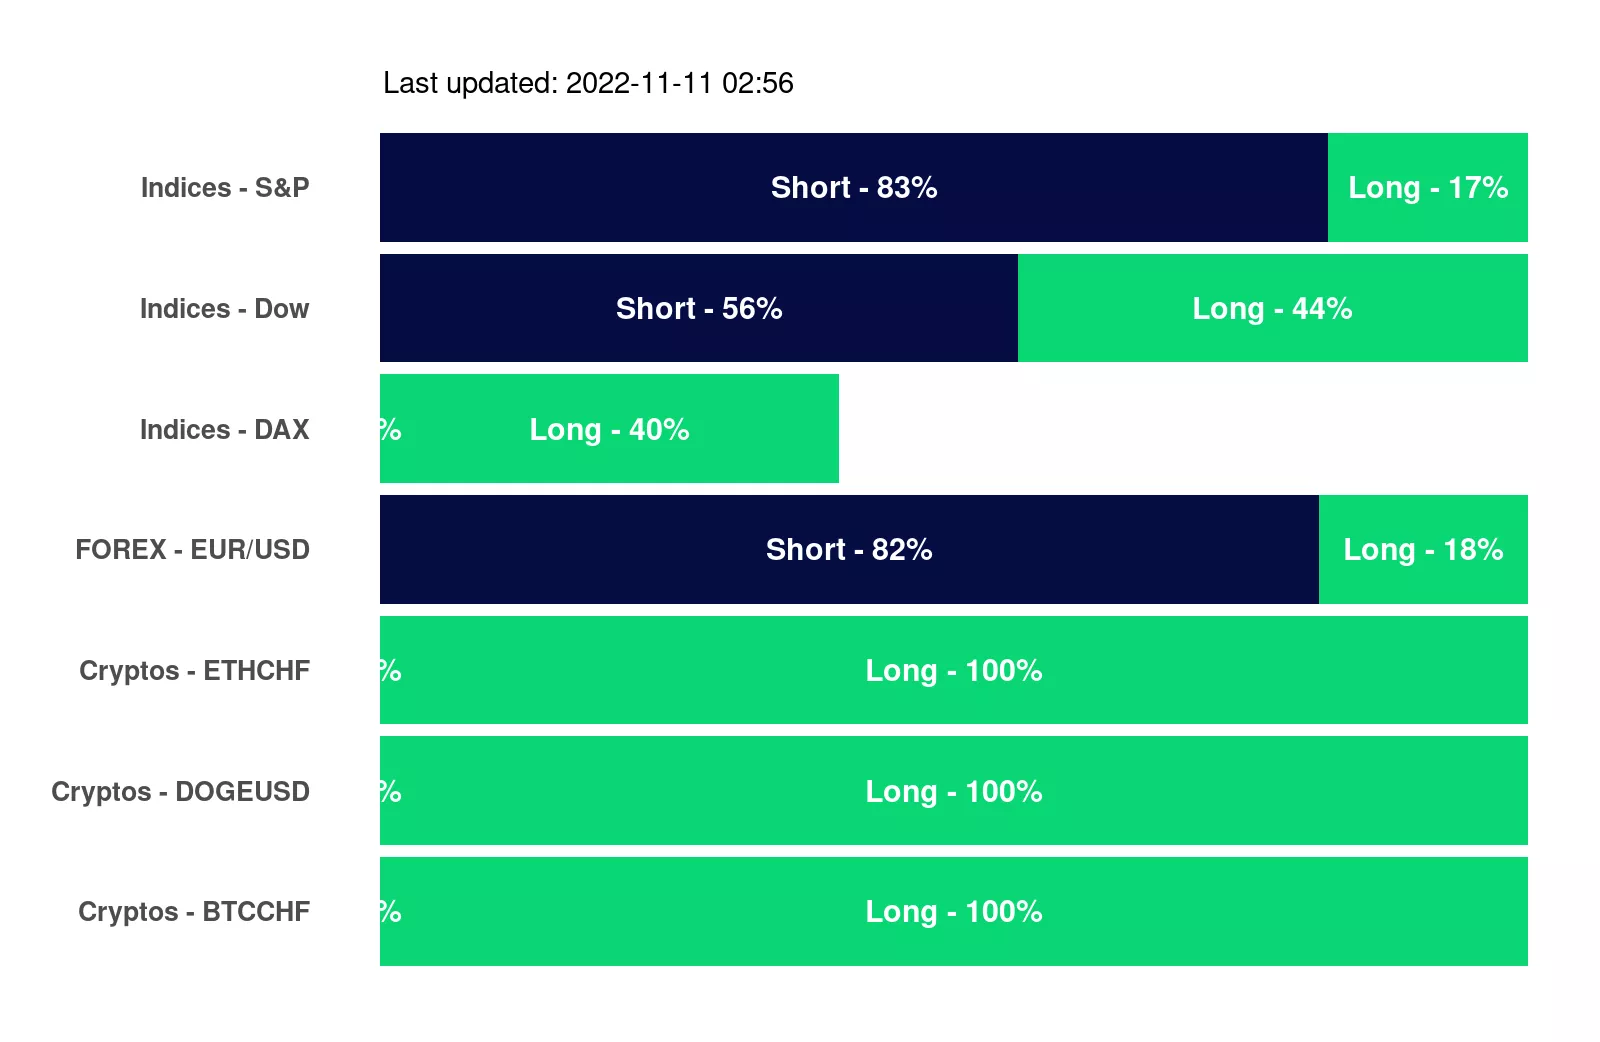 Last updated: 2022-11-11 02:56
Indices - S&P
Short - 83%
Long - 17%
Indices - Dow
Short - 56%
Long - 44%
Indices - DAX
%
Long - 40%
FOREX - EUR/USD
Short - 82%
Long - 18%
Cryptos - ETHCHF
%
Long - 100%
Cryptos - DOGEUSD
%
Long - 100%
Cryptos - BTCCHF
%
Long - 100%